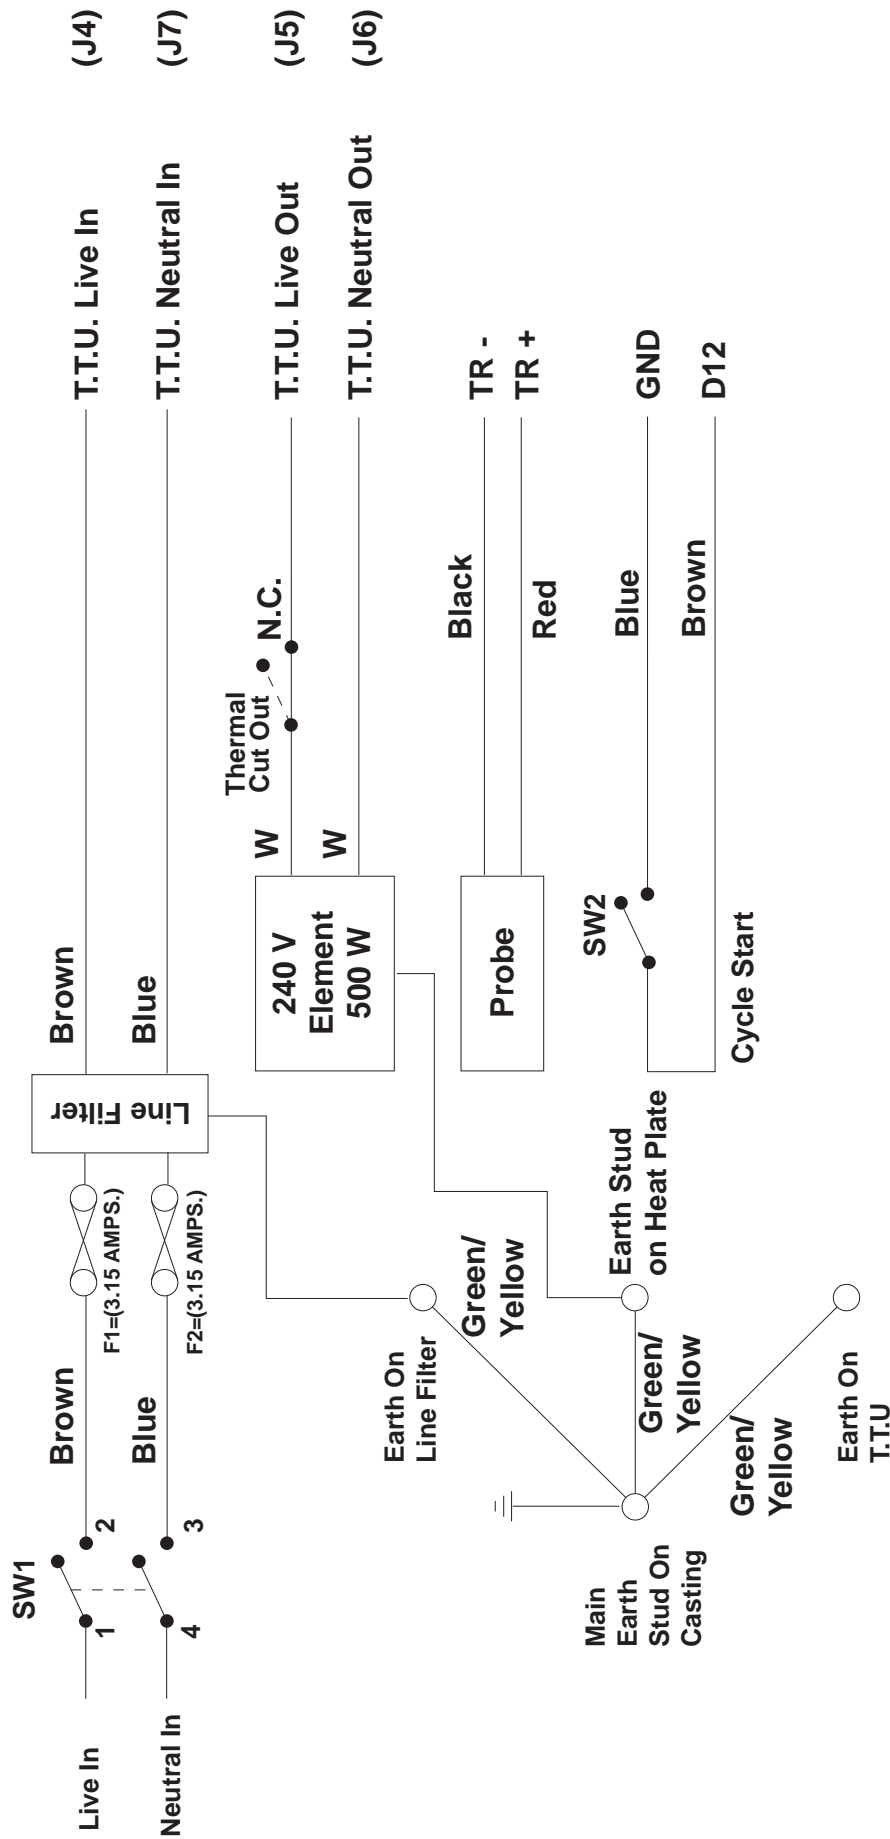 SW1
Live In
1
2
Brown
F1=(3.15 AMPS.)
Line Filter
Brown
T.T.U. Live In
(J4)
Neutral In
4
3
Blue
F2=(3.15 AMPS.)
Blue
T.T.U. Neutral In
(J7)
Thermal
Cut Out
N.C.
240 V
Element
500 W
W
W
T.T.U. Live Out
(J5)
T.T.U. Neutral Out
(J6)
Probe
Black
Red
TR -
TR +
SW2
Blue
GND
Brown
D12
Cycle Start
Earth On
Line Filter
Green/
Yellow
Earth Stud
on Heat Plate
Green/
Yellow
Main
Earth
Stud On
Casting
Green/
Yellow
Earth On
T.T.U